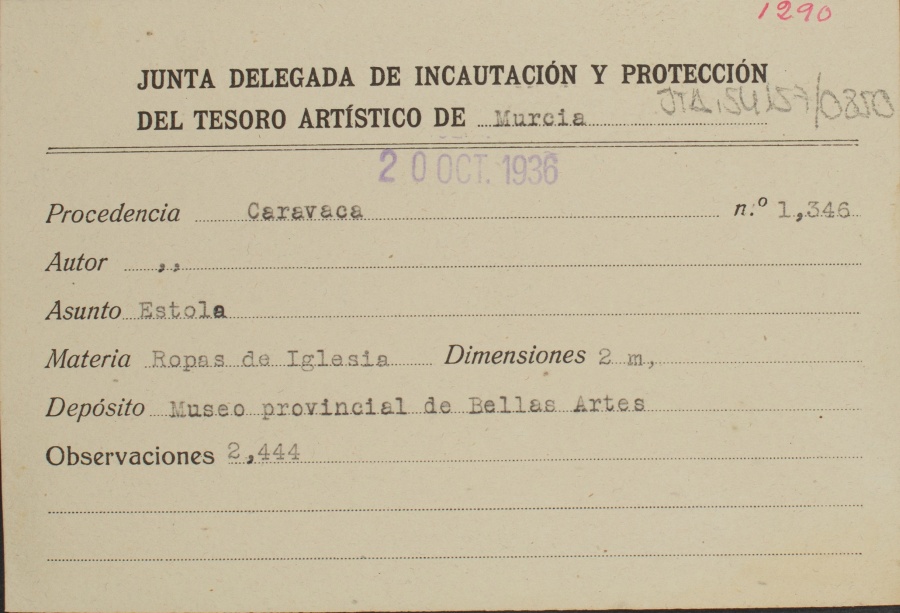 1290
JUNTA DELEGADA DE INCAUTACIÓN Y PROTECCIÓN
DEL TESORO ARTÍSTICO DE Murcia
20 OCT. 1936
Procedencia Caravaca n.º 1,346
Autor ,,
Asunto Estola
Materia Ropas de Iglesia Dimensiones 2 m,
Depósito Museo provincial de Bellas Artes
Observaciones 2,444